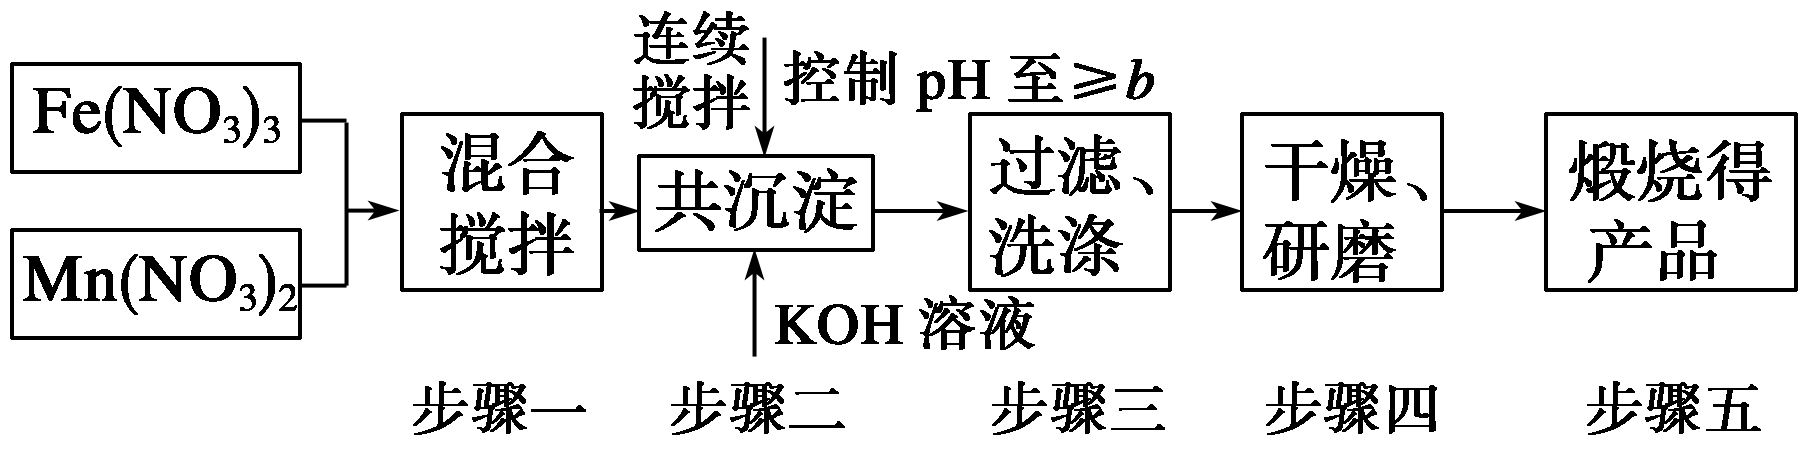 Fe(NO₃)₃
Mn(NO₃)₂
混合
搅拌
连续
搅拌
控制 pH 至≥b
共沉淀
KOH 溶液
过滤、
洗涤
干燥、
研磨
煅烧得
产品
步骤一
步骤二
步骤三
步骤四
步骤五